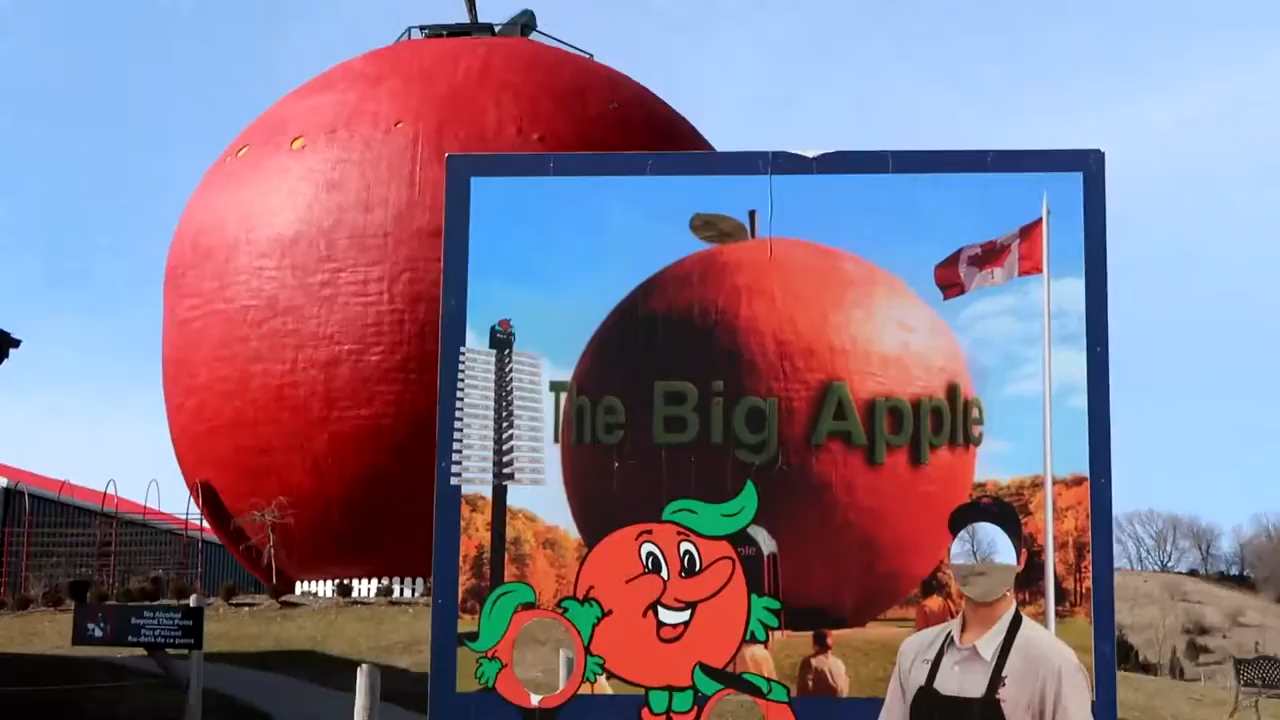 The Big Apple
No Alcohol
Beyond This Point
Pas d'alcool
Au-delà de ce point